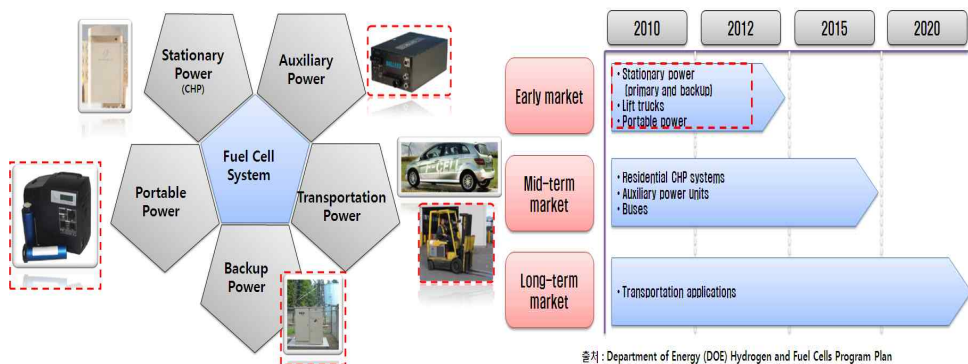 Stationary
Power
(CHP)
Auxiliary
Power
Fuel Cell
System
Portable
Power
Transportation
Power
Backup
Power
2010
2012
2015
2020
Early market
• Stationary power
(primary and backup)
• Lift trucks
• Portable power
Mid-term
market
• Residential CHP systems
• Auxiliary power units
• Buses
Long-term
market
• Transportation applications
출처 : Department of Energy (DOE) Hydrogen and Fuel Cells Program Plan